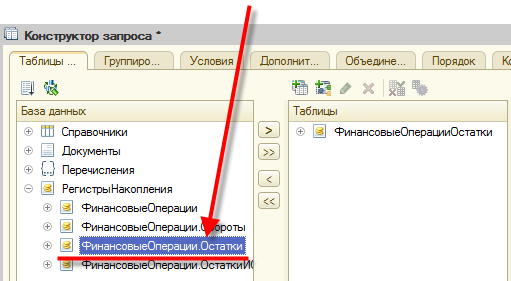 Конструктор запроса *
Таблицы ... Группиро... Условия Дополнит... Объедине... Порядок Ко
База данных
Таблицы
Справочники
Документы
Перечисления
РегистрыНакопления
ФинансовыеОперации
ФинансовыеОперации.Обороты
ФинансовыеОперации.Остатки
ФинансовыеОперации.ОстаткиИО
ФинансовыеОперацииОстатки
> >> < <<